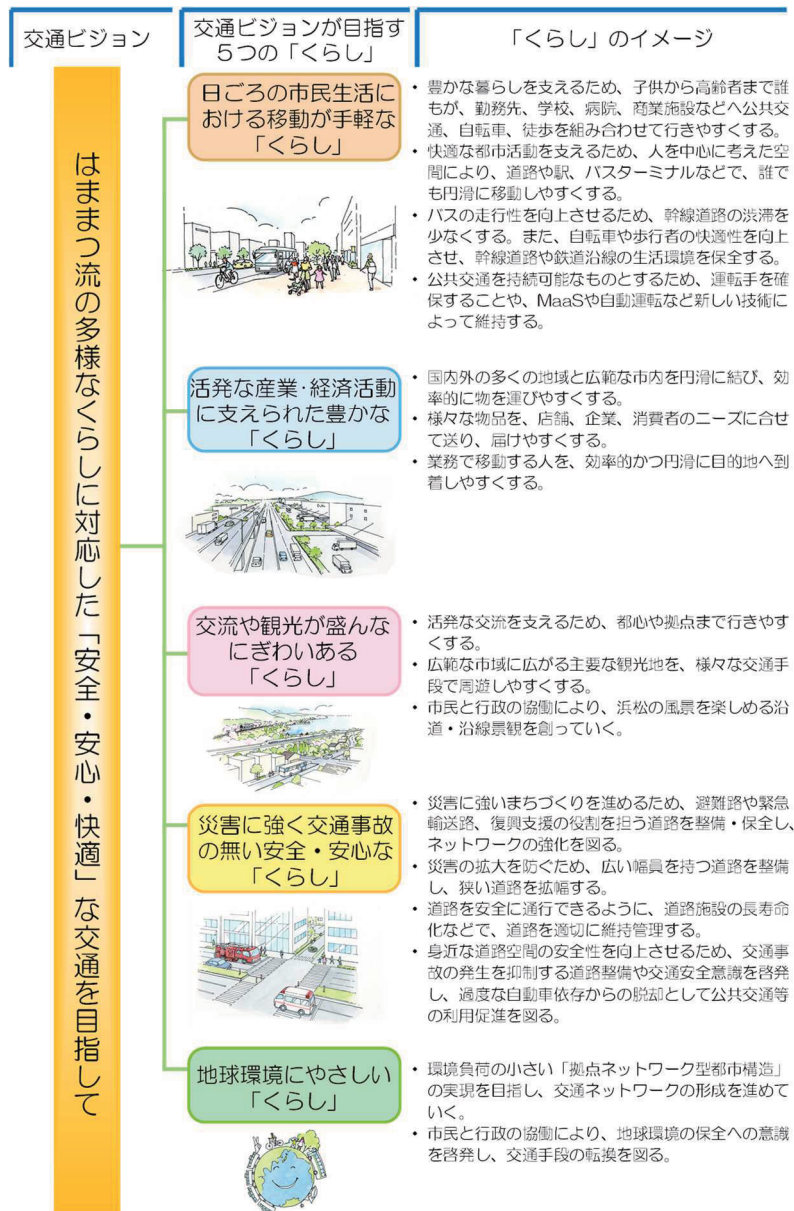 交通ビジョン
交通ビジョンが目指す
５つの「くらし」
「くらし」のイメージ
はままつ流の多様なくらしに対応した「安全・安心・快適」な交通を目指して
日ごろの市民生活に
おける移動が手軽な
「くらし」
• 豊かな暮らしを支えるため、子供から高齢者まで誰
もが、勤務先、学校、病院、商業施設などへ公共交
通、自転車、徒歩を組み合わせて行きやすくする。
• 快適な都市活動を支えるため、人を中心に考えた空
間により、道路や駅、バスターミナルなどで、誰で
も円滑に移動しやすくする。
• バスの走行性を向上させるため、幹線道路の渋滞を
少なくする。また、自転車や歩行者の快適性を向上
させ、幹線道路や鉄道沿線の生活環境を保全する。
• 公共交通を持続可能なものとするため、運転手を確
保することや、MaaSや自動運転など新しい技術に
よって維持する。
活発な産業・経済活動
に支えられた豊かな
「くらし」
• 国内外の多くの地域と広範な市内を円滑に結び、効
率的に物を運びやすくする。
• 様々な物品を、店舗、企業、消費者のニーズに合せ
て送り、届けやすくする。
• 業務で移動する人を、効率的かつ円滑に目的地へ到
着しやすくする。
交流や観光が盛んな
にぎわいある
「くらし」
• 活発な交流を支えるため、都心や拠点まで行きやす
くする。
• 広範な市域に広がる主要な観光地を、様々な交通手
段で周遊しやすくする。
• 市民と行政の協働により、浜松の風景を楽しめる沿
道・沿線景観を創っていく。
災害に強く交通事故
の無い安全・安心な
「くらし」
• 災害に強いまちづくりを進めるため、避難路や緊急
輸送路、復興支援の役割を担う道路を整備・保全し、
ネットワークの強化を図る。
• 災害の拡大を防ぐため、広い幅員を持つ道路を整備
し、狭い道路を拡幅する。
• 道路を安全に通行できるように、道路施設の長寿命
化などで、道路を適切に維持管理する。
• 身近な道路空間の安全性を向上させるため、交通事
故の発生を抑制する道路整備や交通安全意識を啓発
し、過度な自動車依存からの脱却として公共交通等
の利用促進を図る。
地球環境にやさしい
「くらし」
• 環境負荷の小さい「拠点ネットワーク型都市構造」
の実現を目指し、交通ネットワークの形成を進めて
いく。
• 市民と行政の協働により、地球環境の保全への意識
を啓発し、交通手段の転換を図る。